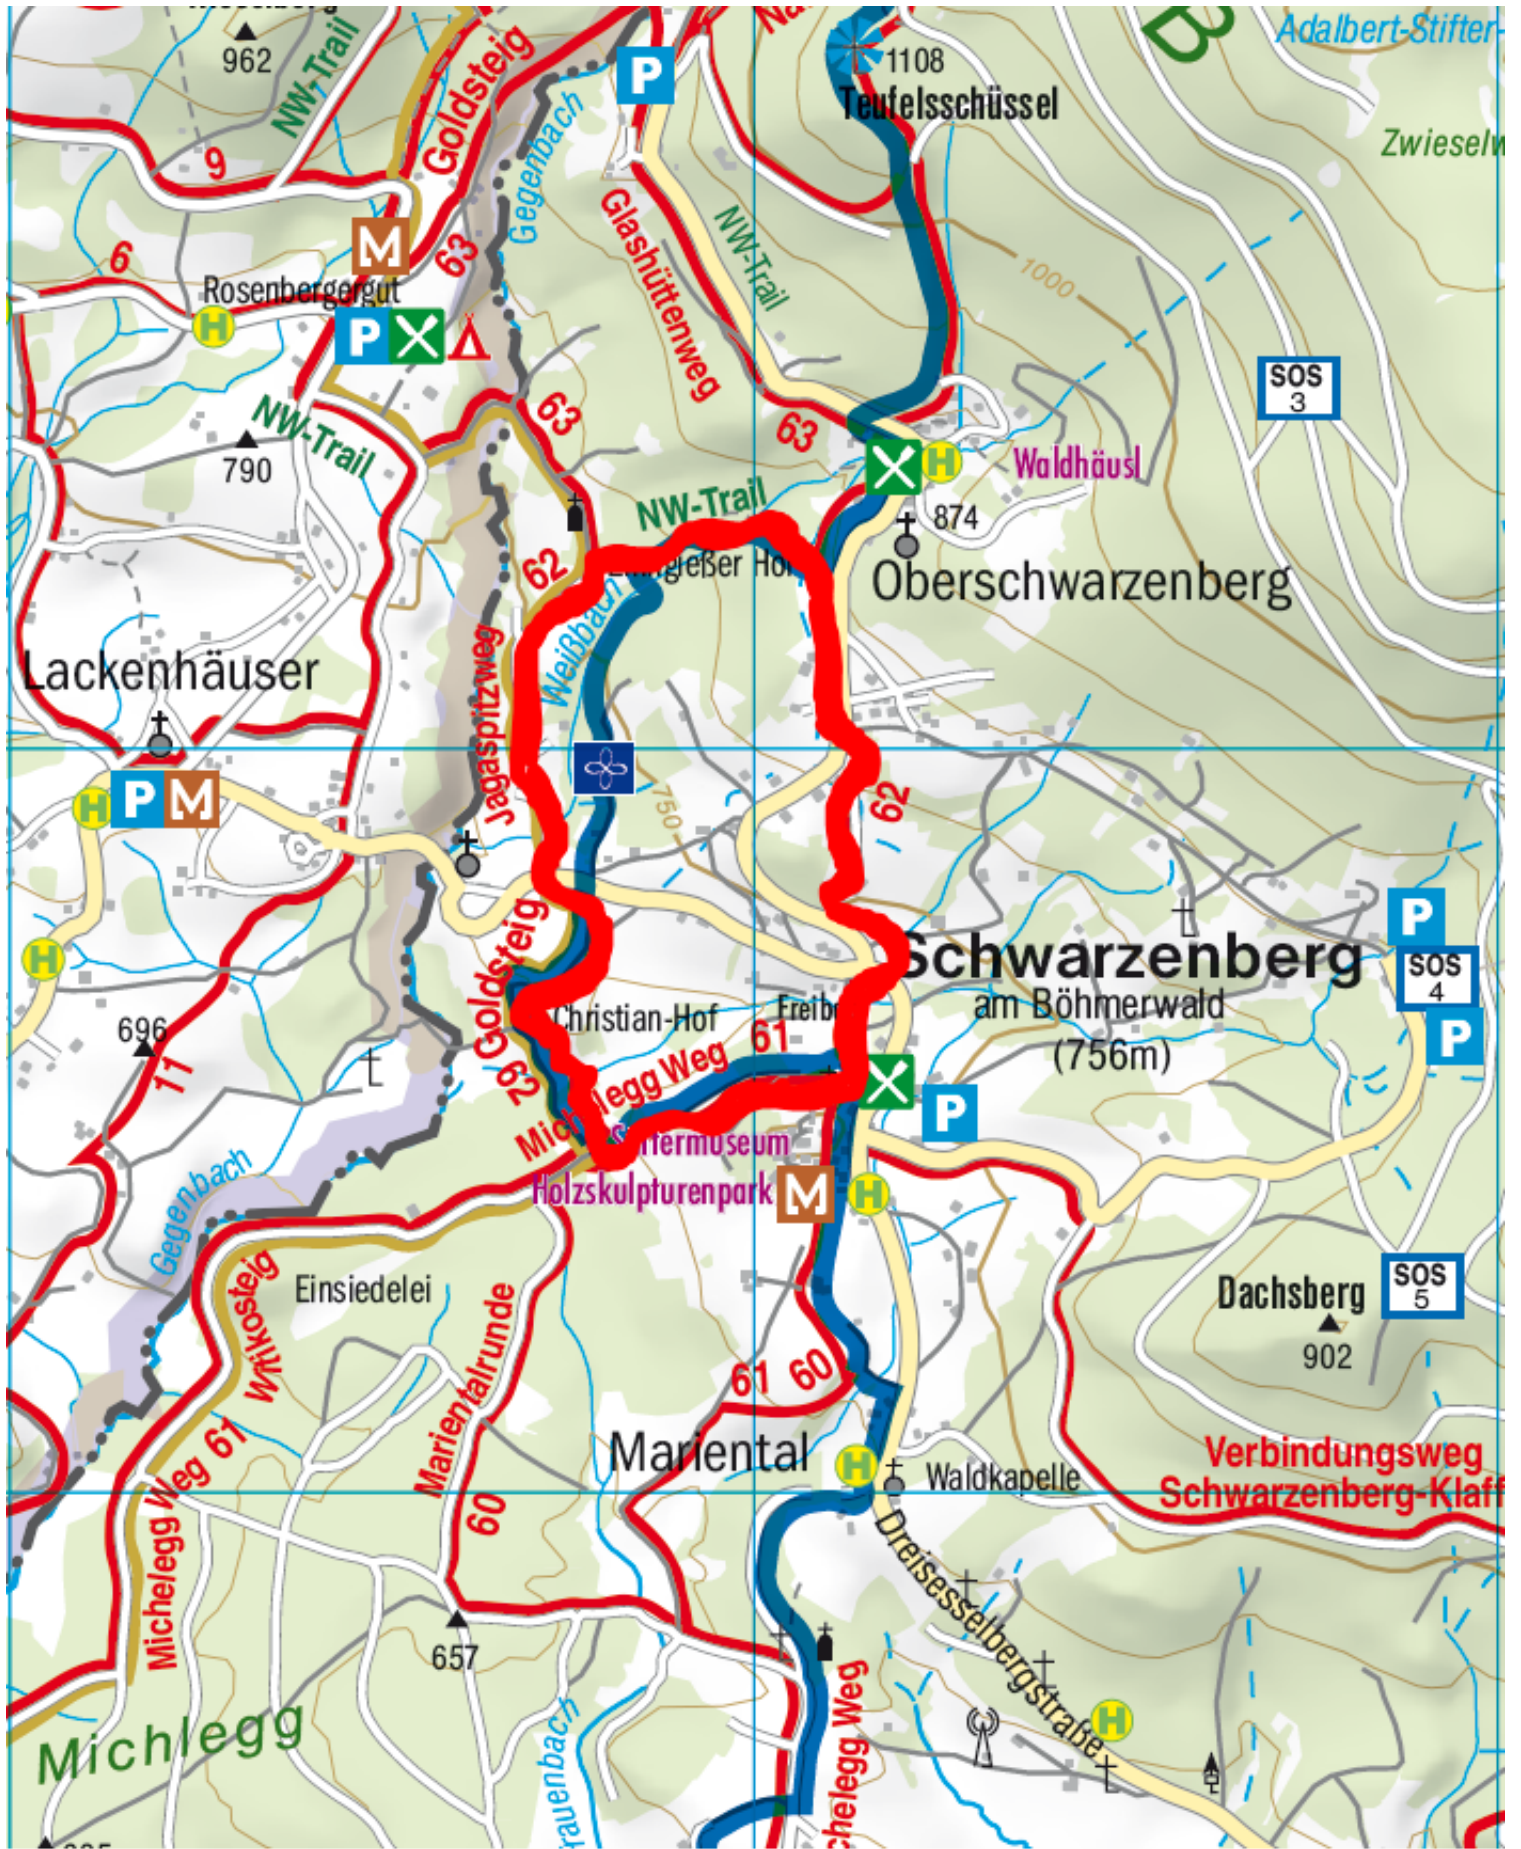 962
NW-Trail
Goldsteig
P
Gegenbach
1108
Teufelsschüssel
B
Adalbert-Stifter-
Zwieselw
9
M
63
6
Rosenbergergut
H
P
Glashüttenweg
NW-Trail
1000
SOS
3
NW-Trail
790
63
63
H
Waldhäusl
NW-Trail
874
62
Oberschwarzenberg
Weißbach
Lackenhäuser
Jagaspitzweg
H
P
M
750
62
H
Goldsteig
Schwarzenberg
am Böhmerwald
(756m)
P
SOS
4
P
Christian-Hof
696
11
62
61
P
Holzskulpturenpark
M
H
Gegenbach
Einsiedelei
Witikosteig
Marientalrunde
Dachsberg
902
SOS
5
61
60
61
Michelegg Weg
60
Mariental
H
Waldkapelle
Verbindungsweg
Schwarzenberg-Klaff
Dreisesselbergstraße
657
H
Michlegg
rauenbach
chelegg Weg